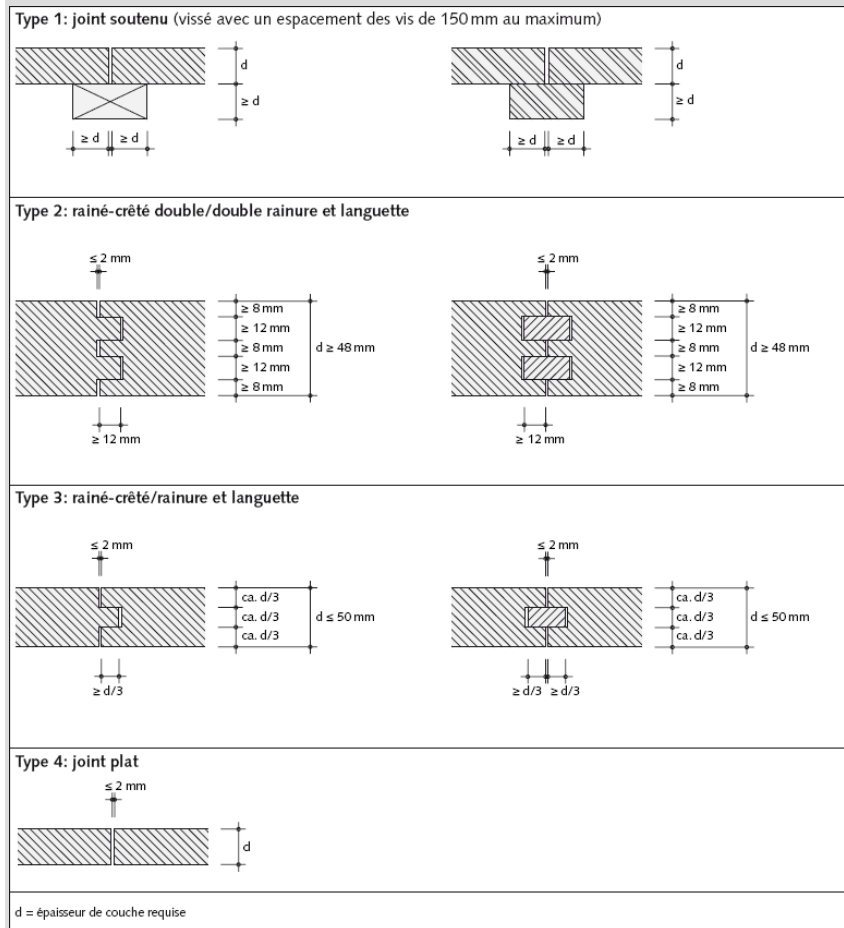 Type 1: joint soutenu (vissé avec un espacement des vis de 150 mm au maximum)
d
≥ d
≥ d ≥ d
d
≥ d
≥ d ≥ d
Type 2: rainé-crêté double/double rainure et languette
≤ 2 mm
≥ 8 mm
≥ 12 mm
≥ 8 mm
≥ 12 mm
≥ 8 mm
d ≥ 48 mm
≥ 12 mm
≤ 2 mm
≥ 8 mm
≥ 12 mm
≥ 8 mm
≥ 12 mm
≥ 8 mm
d ≥ 48 mm
≥ 12 mm
Type 3: rainé-crêté/rainure et languette
≤ 2 mm
ca. d/3
ca. d/3
ca. d/3
d ≤ 50 mm
≥ d/3
≤ 2 mm
ca. d/3
ca. d/3
ca. d/3
d ≤ 50 mm
≥ d/3 ≥ d/3
Type 4: joint plat
≤ 2 mm
d
d = épaisseur de couche requise